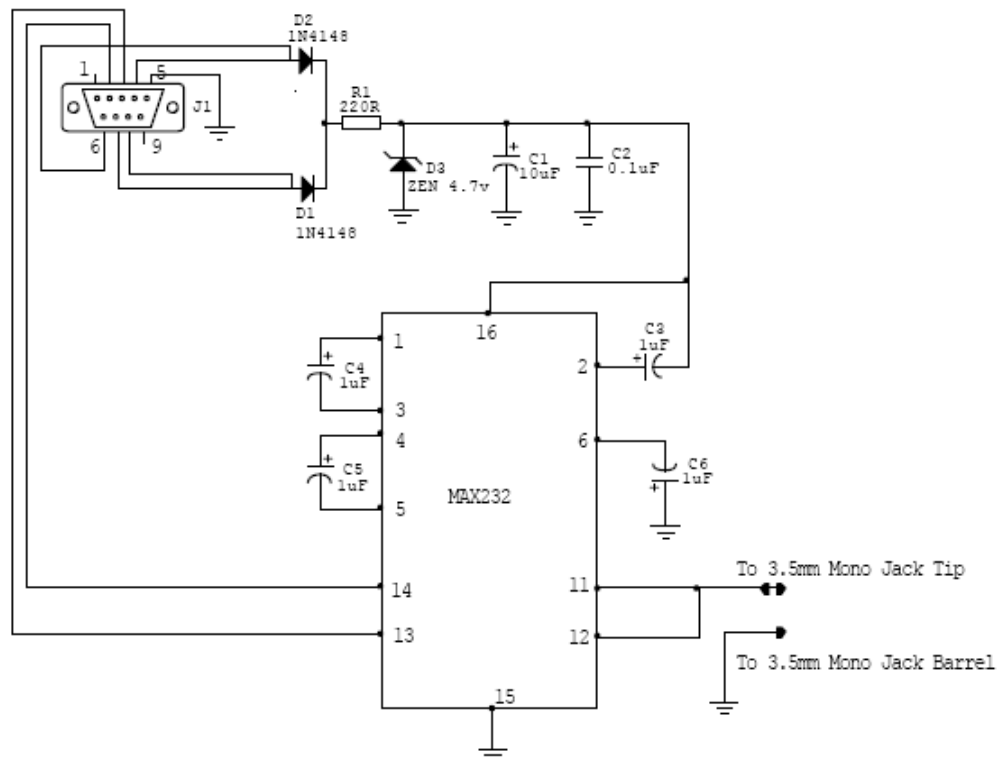 D2
1N4148
1
5
J1
6
9
R1
220R
D3
ZEN 4.7v
+
C1
10uF
C2
0.1uF
D1
1N4148
16
1
+
C4
1uF
3
4
+
C5
1uF
5
MAX232
14
13
15
2
C3
1uF
+
6
C6
1uF
+
11
12
To 3.5mm Mono Jack Tip
To 3.5mm Mono Jack Barrel